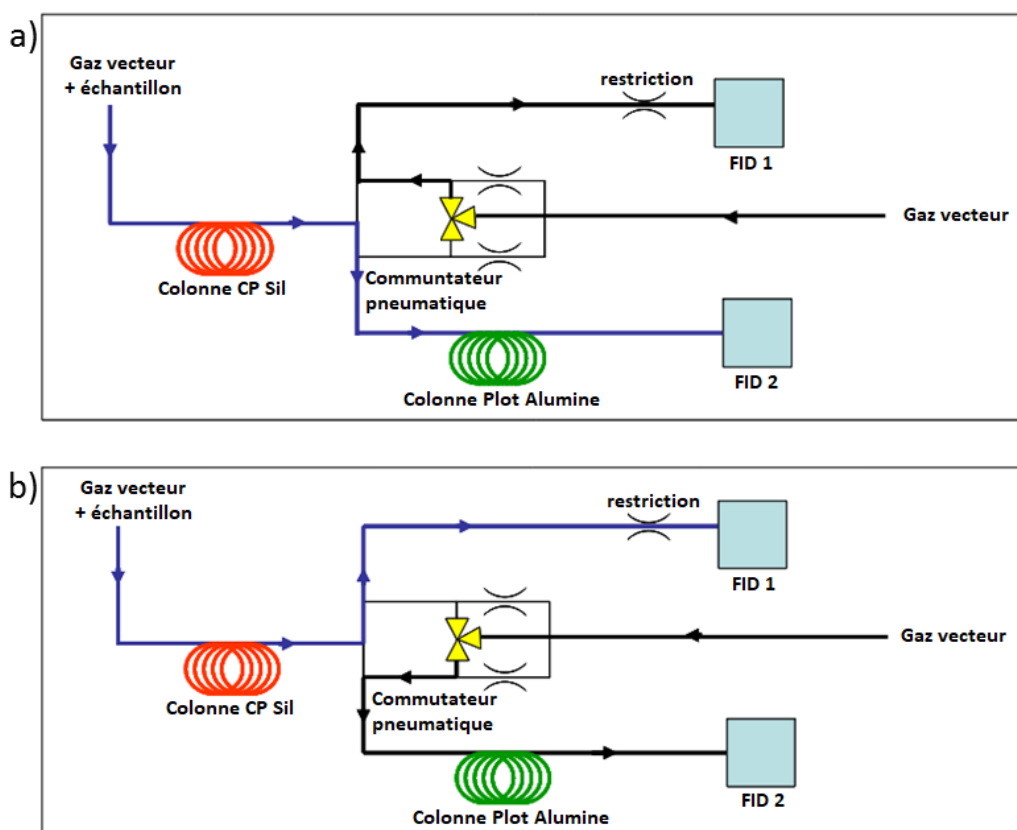 a)
Gaz vecteur
+ échantillon
restriction
FID 1
Gaz vecteur
Communtateur
pneumatique
Colonne CP Sil
FID 2
Colonne Plot Alumine
b)
Gaz vecteur
+ échantillon
restriction
FID 1
Gaz vecteur
Commutateur
pneumatique
Colonne CP Sil
FID 2
Colonne Plot Alumine